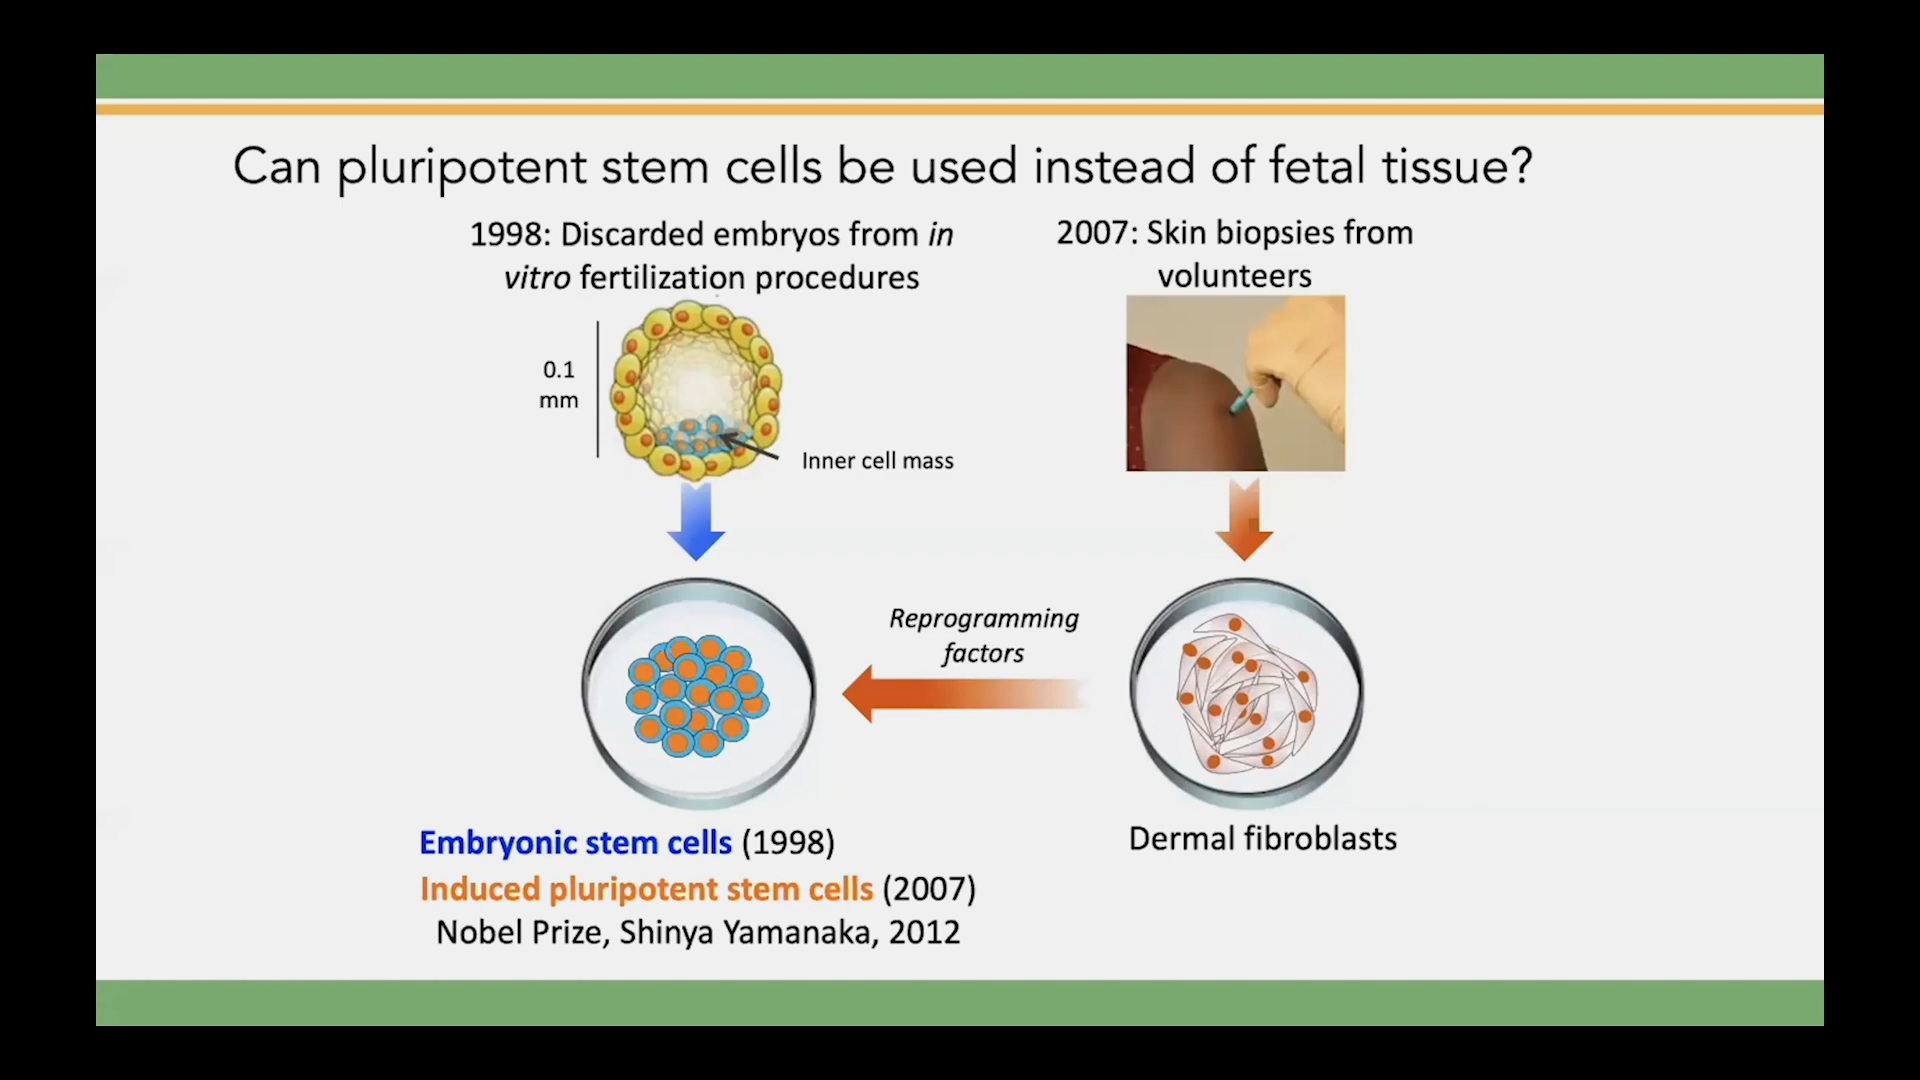 Can pluripotent stem cells be used instead of fetal tissue?
1998: Discarded embryos from in
vitro fertilization procedures
2007: Skin biopsies from
volunteers
0.1
mm
Inner cell mass
Reprogramming
factors
Embryonic stem cells (1998)
Induced pluripotent stem cells (2007)
Nobel Prize, Shinya Yamanaka, 2012
Dermal fibroblasts